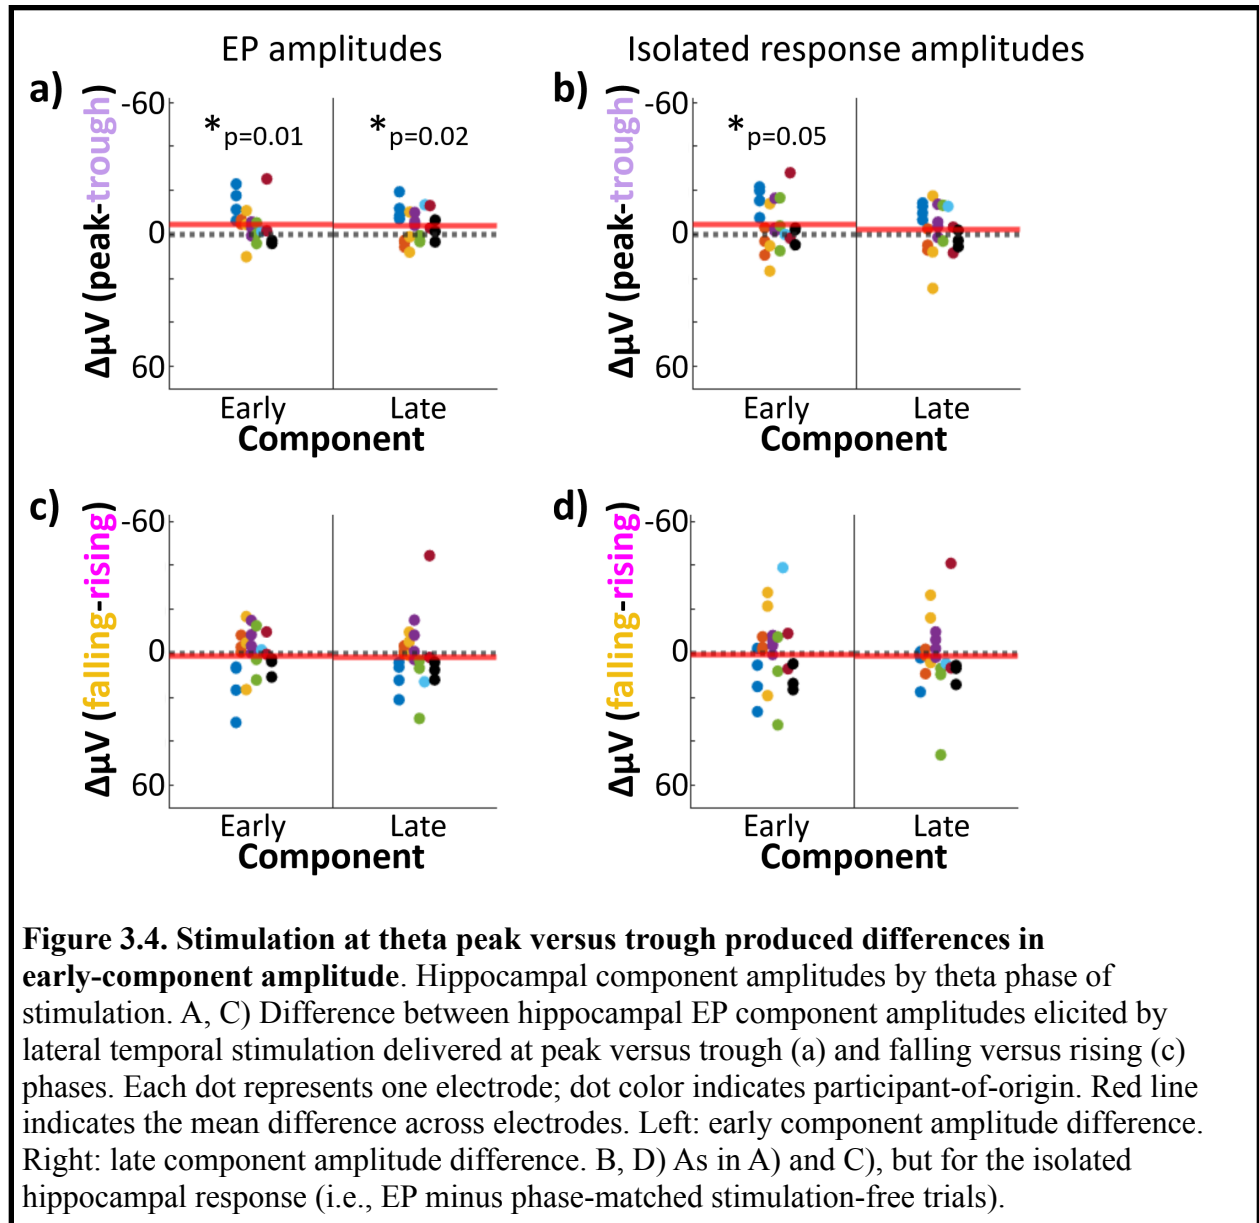 EP amplitudes
Isolated response amplitudes
a)
ΔμV (peak-trough)
-60
0
60
* p=0.01
* p=0.02
Early
Late
Component
b)
ΔμV (peak-trough)
-60
0
60
* p=0.05
Early
Late
Component
c)
ΔμV (falling-rising)
-60
0
60
Early
Late
Component
d)
ΔμV (falling-rising)
-60
0
60
Early
Late
Component
Figure 3.4. Stimulation at theta peak versus trough produced differences in
early-component amplitude. Hippocampal component amplitudes by theta phase of
stimulation. A, C) Difference between hippocampal EP component amplitudes elicited by
lateral temporal stimulation delivered at peak versus trough (a) and falling versus rising (c)
phases. Each dot represents one electrode; dot color indicates participant-of-origin. Red line
indicates the mean difference across electrodes. Left: early component amplitude difference.
Right: late component amplitude difference. B, D) As in A) and C), but for the isolated
hippocampal response (i.e., EP minus phase-matched stimulation-free trials).